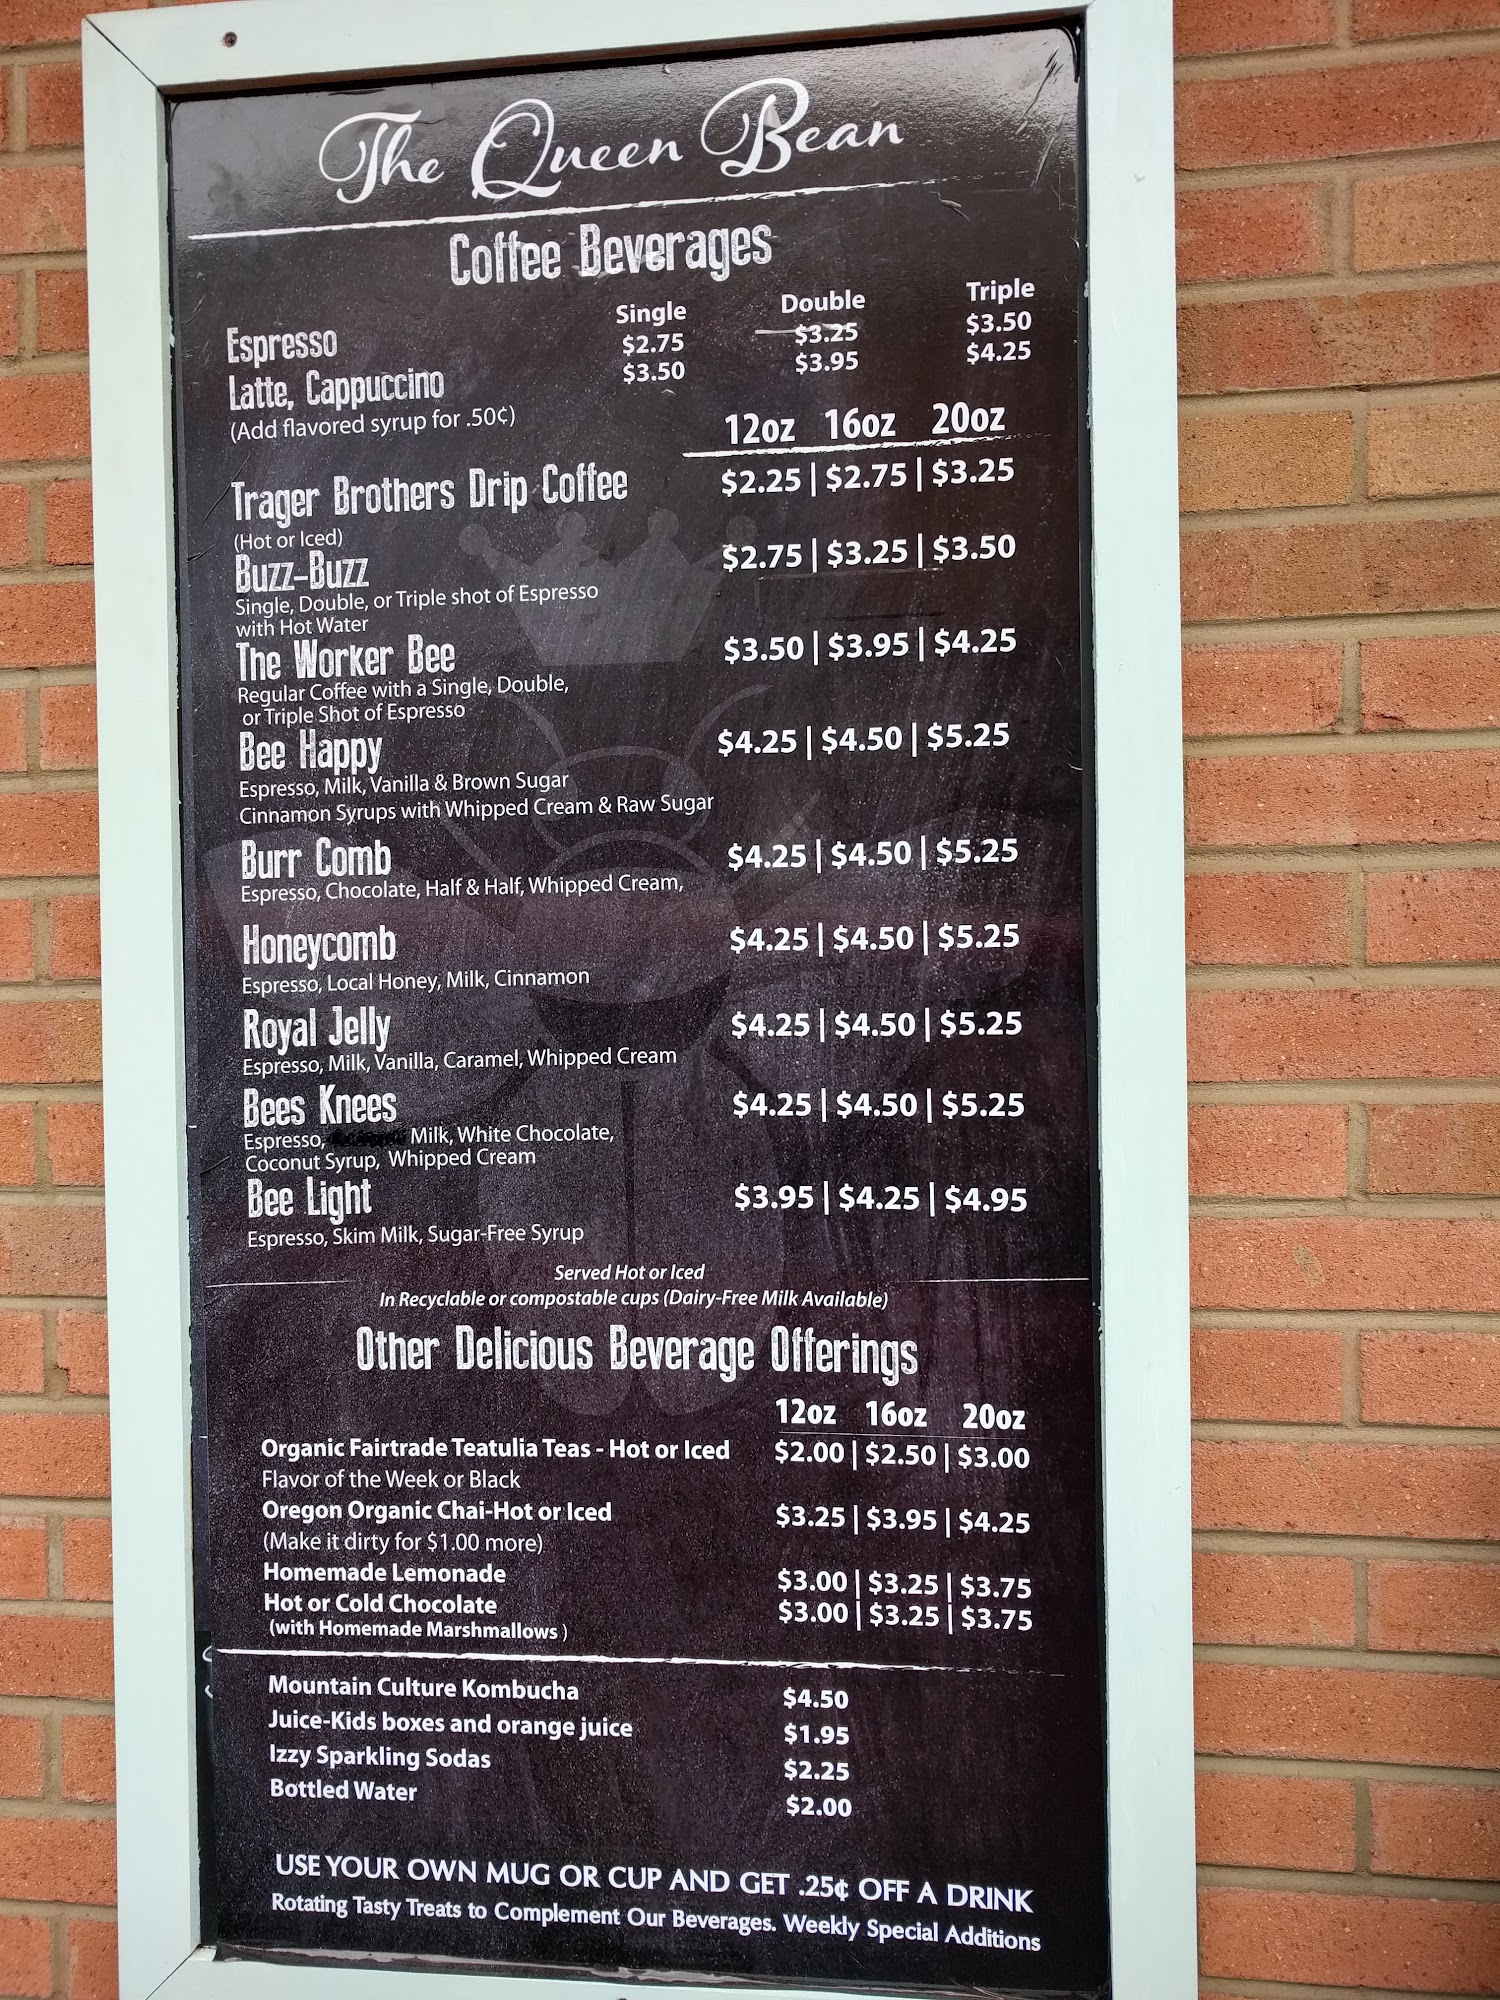 The Queen Bean
Coffee Beverages
Single Double Triple
Espresso $2.75 $3.25 $3.50
Latte, Cappuccino $3.50 $3.95 $4.25
(Add flavored syrup for .50¢)
12oz 16oz 20oz
Trager Brothers Drip Coffee $2.25 | $2.75 | $3.25
(Hot or Iced)
Buzz-Buzz $2.75 | $3.25 | $3.50
Single, Double, or Triple shot of Espresso
with Hot Water
The Worker Bee $3.50 | $3.95 | $4.25
Regular Coffee with a Single, Double,
or Triple Shot of Espresso
Bee Happy $4.25 | $4.50 | $5.25
Espresso, Milk, Vanilla & Brown Sugar
Cinnamon Syrups with Whipped Cream & Raw Sugar
Burr Comb $4.25 | $4.50 | $5.25
Espresso, Chocolate, Half & Half, Whipped Cream,
Honeycomb $4.25 | $4.50 | $5.25
Espresso, Local Honey, Milk, Cinnamon
Royal Jelly $4.25 | $4.50 | $5.25
Espresso, Milk, Vanilla, Caramel, Whipped Cream
Bees Knees $4.25 | $4.50 | $5.25
Espresso, Milk, White Chocolate,
Coconut Syrup, Whipped Cream
Bee Light $3.95 | $4.25 | $4.95
Espresso, Skim Milk, Sugar-Free Syrup
Served Hot or Iced
In Recyclable or compostable cups (Dairy-Free Milk Available)
Other Delicious Beverage Offerings
12oz 16oz 20oz
Organic Fairtrade Teatulia Teas - Hot or Iced $2.00 | $2.50 | $3.00
Flavor of the Week or Black
Oregon Organic Chai-Hot or Iced $3.25 | $3.95 | $4.25
(Make it dirty for $1.00 more)
Homemade Lemonade $3.00 | $3.25 | $3.75
Hot or Cold Chocolate $3.00 | $3.25 | $3.75
(with Homemade Marshmallows )
Mountain Culture Kombucha $4.50
Juice-Kids boxes and orange juice $1.95
Izzy Sparkling Sodas $2.25
Bottled Water $2.00
USE YOUR OWN MUG OR CUP AND GET .25¢ OFF A DRINK
Rotating Tasty Treats to Complement Our Beverages. Weekly Special Additions